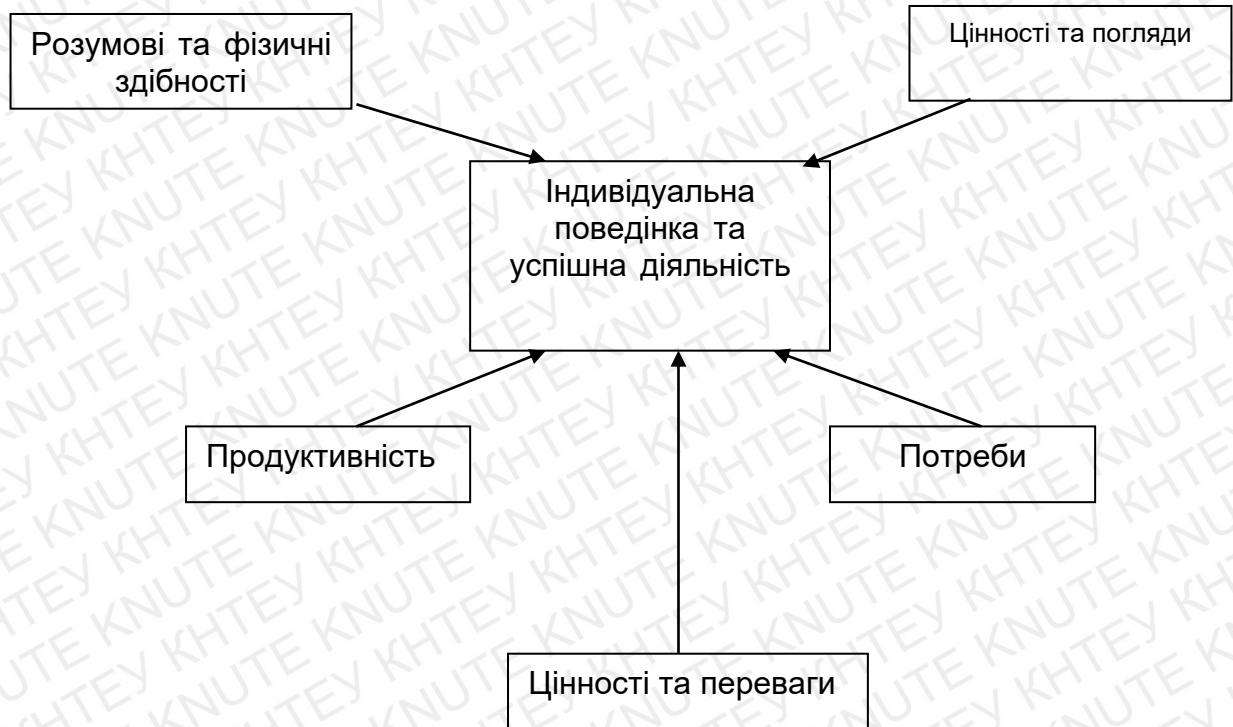 Розумові та фізичні
здібності
Цінності та погляди
Індивідуальна
поведінка та
успішна діяльність
Продуктивність
Потреби
Цінності та переваги